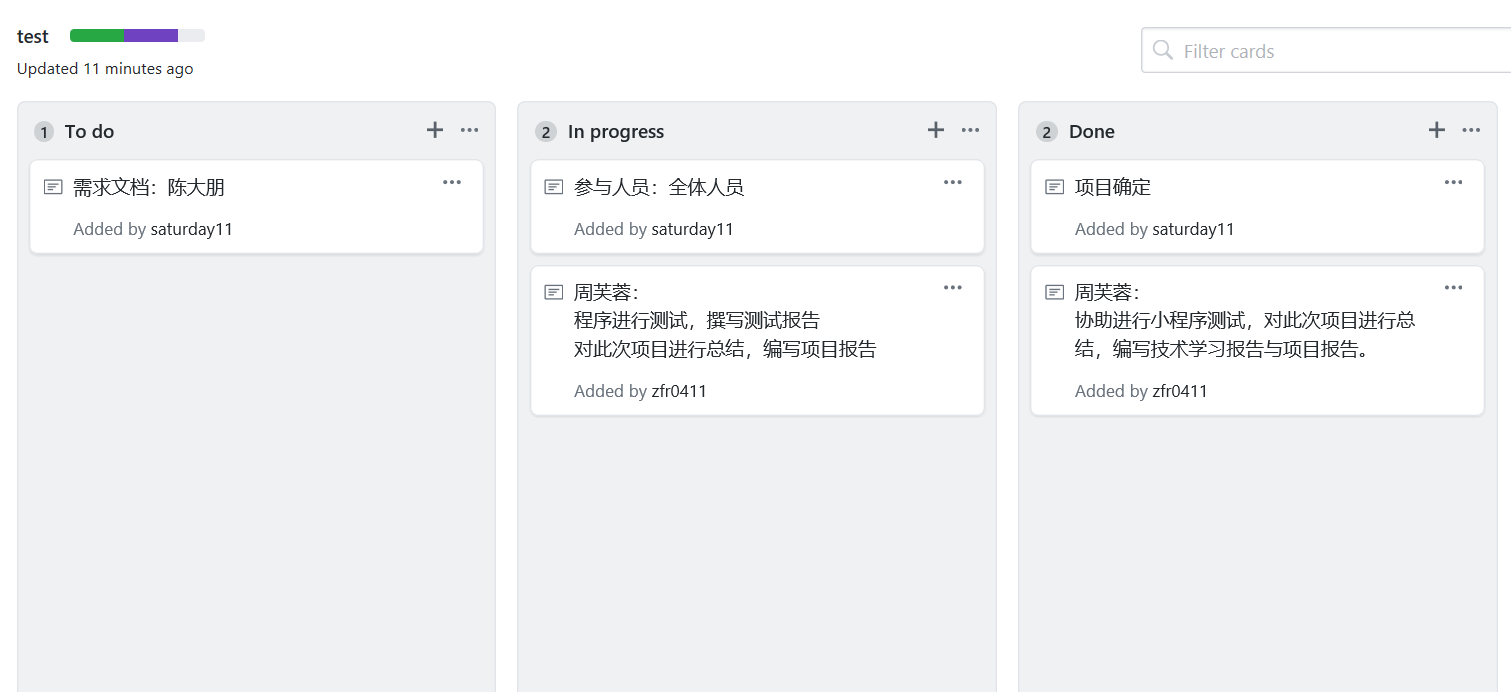 test
Updated 11 minutes ago
Filter cards
1 To do
需求文档：陈大朋
Added by saturday11
2 In progress
参与人员：全体人员
Added by saturday11
周芙蓉：
程序进行测试，撰写测试报告
对此次项目进行总结，编写项目报告
Added by zfr0411
2 Done
项目确定
Added by saturday11
周芙蓉：
协助进行小程序测试，对此次项目进行总
结，编写技术学习报告与项目报告。
Added by zfr0411